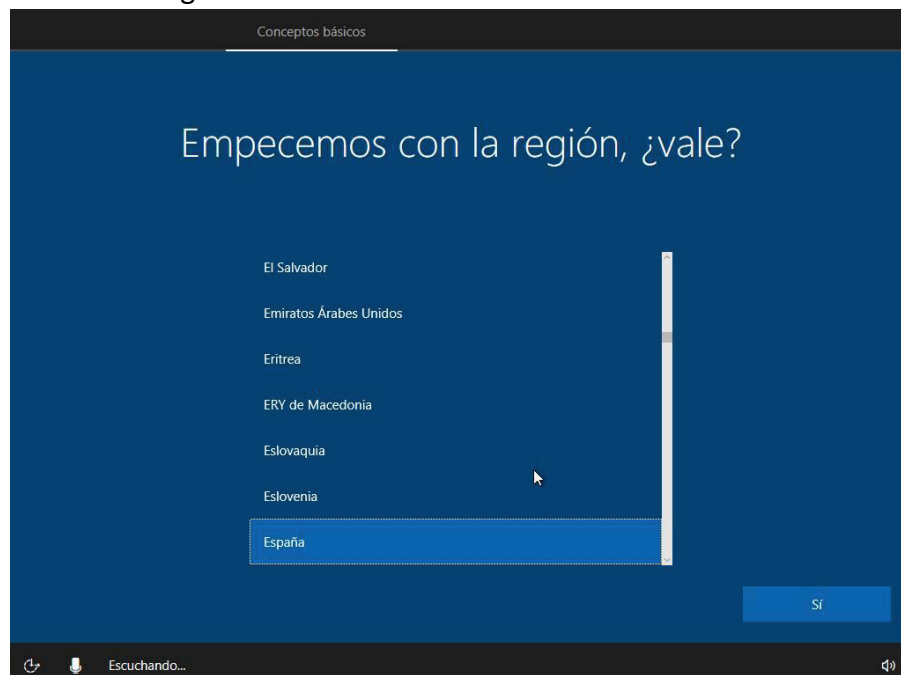 Conceptos básicos
Empecemos con la región, ¿vale?
El Salvador
Emiratos Árabes Unidos
Eritrea
ERY de Macedonia
Eslovaquia
Eslovenia
España
Sí
Escuchando...